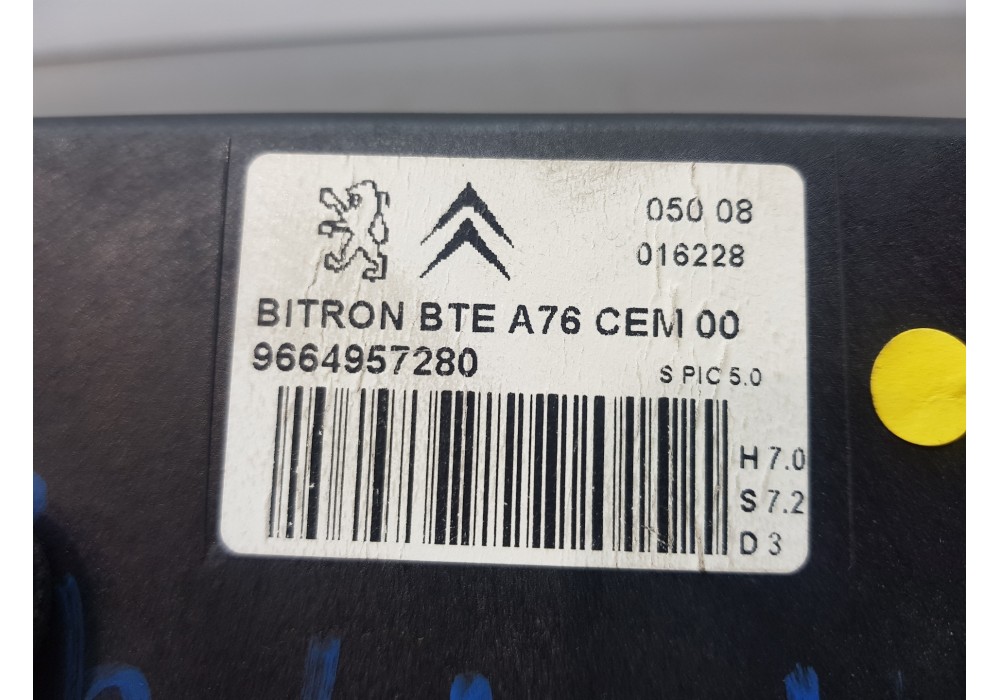 050 08
016228
BITRON BTE A76 CEM 00
9664957280
S PIC 5.0
H 7.0
S 7.2
D 3